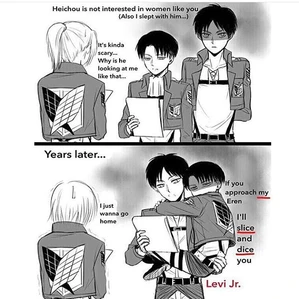 Heichou is not interested in women like you
(Also I slept with him...)
It's kinda
scary...
Why is he
looking at me
like that...
Years later...
If you
approach my
Eren
I just
wanna go
home
I'll
slice
and
dice
you
Levi Jr.